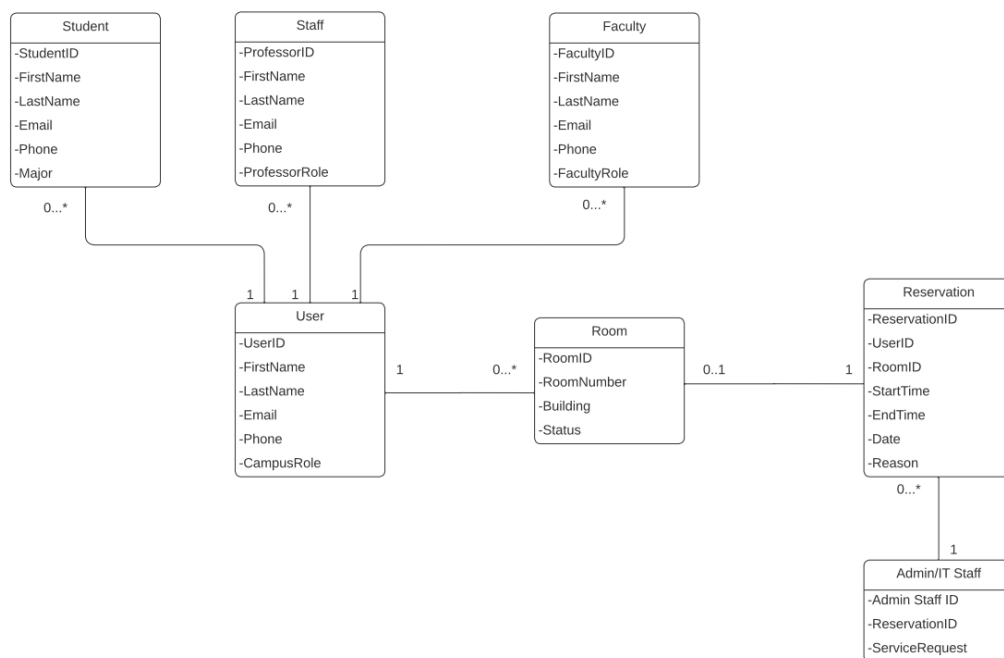 Student
-StudentID
-FirstName
-LastName
-Email
-Phone
-Major
0...*
Staff
-ProfessorID
-FirstName
-LastName
-Email
-Phone
-ProfessorRole
0...*
Faculty
-FacultyID
-FirstName
-LastName
-Email
-Phone
-FacultyRole
0...*
1
1
1
User
-UserID
-FirstName
-LastName
-Email
-Phone
-CampusRole
1
0...*
Room
-RoomID
-RoomNumber
-Building
-Status
0..1
1
Reservation
-ReservationID
-UserID
-RoomID
-StartTime
-EndTime
-Date
-Reason
0...*
1
Admin/IT Staff
-Admin Staff ID
-ReservationID
-ServiceRequest